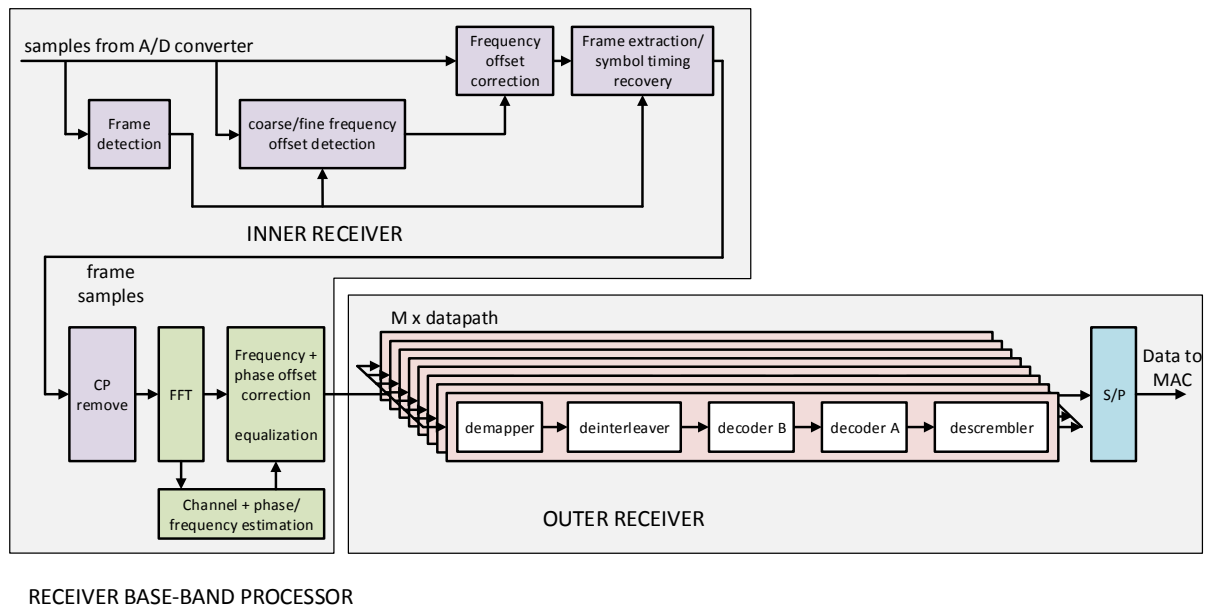 samples from A/D converter
Frequency
offset
correction
Frame extraction/
symbol timing
recovery
Frame
detection
coarse/fine frequency
offset detection
INNER RECEIVER
frame
samples
CP
remove
FFT
Frequency +
phase offset
correction
equalization
Channel + phase/
frequency estimation
M x datapath
demapper
deinterleaver
decoder B
decoder A
descrembler
S/P
Data to
MAC
OUTER RECEIVER
RECEIVER BASE-BAND PROCESSOR